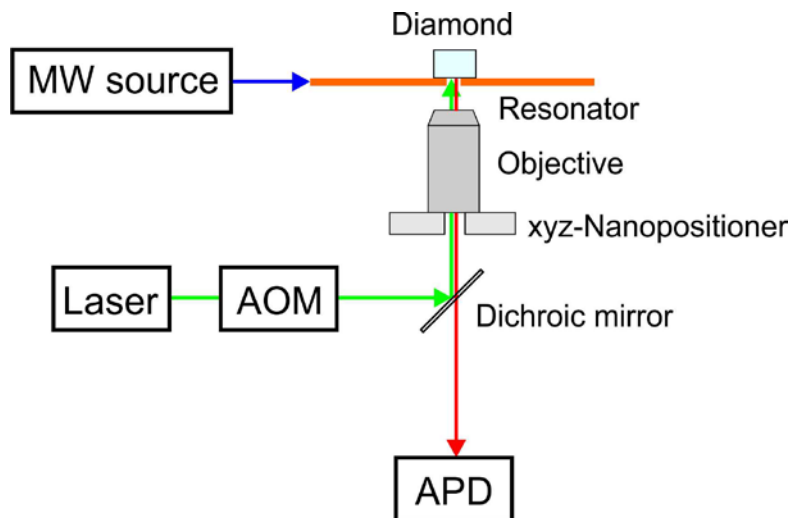 Diamond
MW source
Resonator
Objective
xyz-Nanopositioner
Laser
AOM
Dichroic mirror
APD